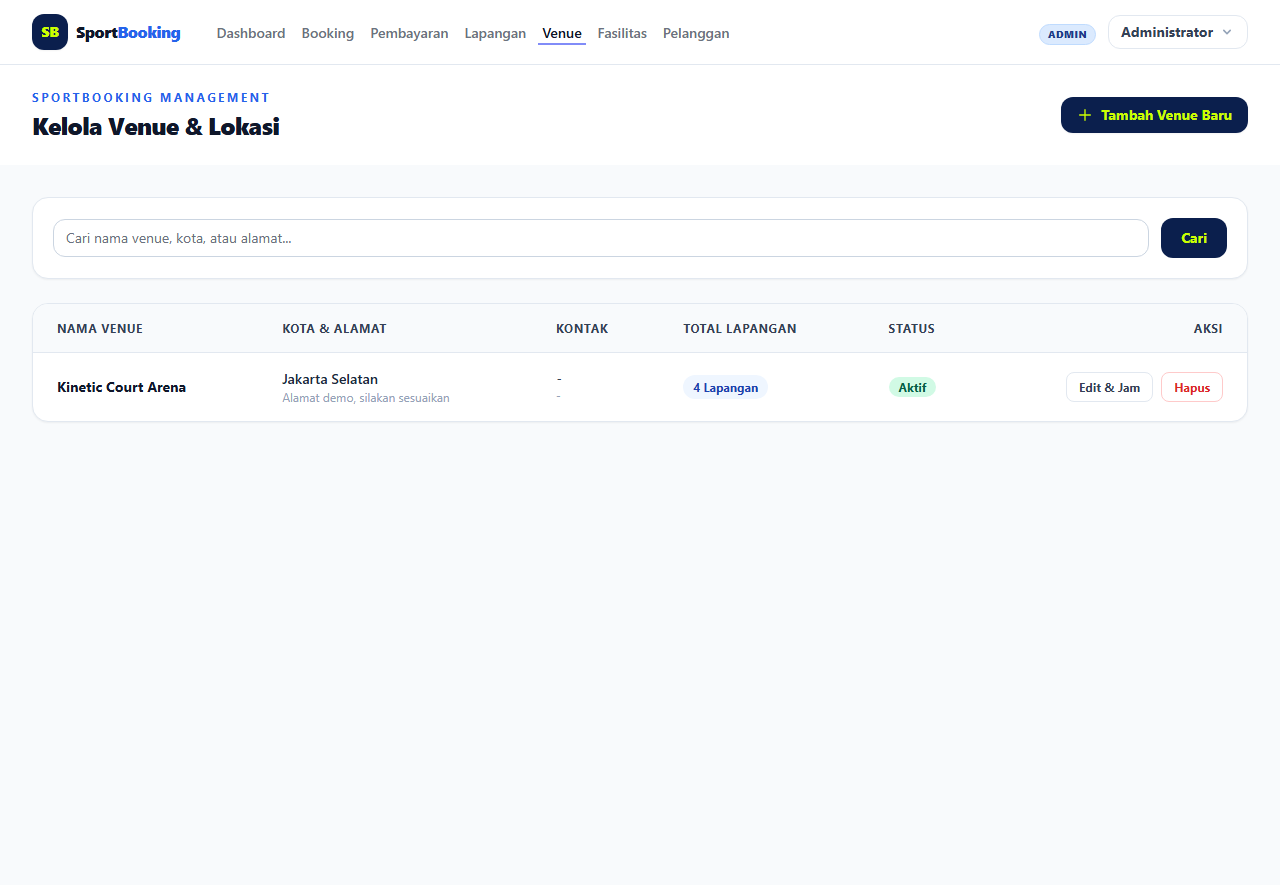 SB SportBooking Dashboard Booking Pembayaran Lapangan Venue Fasilitas Pelanggan ADMIN Administrator
SPORTBOOKING MANAGEMENT
Kelola Venue & Lokasi
+ Tambah Venue Baru
Cari nama venue, kota, atau alamat...
Cari
NAMA VENUE KOTA & ALAMAT KONTAK TOTAL LAPANGAN STATUS AKSI
Kinetic Court Arena
Jakarta Selatan
Alamat demo, silakan sesuaikan
-
-
4 Lapangan
Aktif
Edit & Jam
Hapus